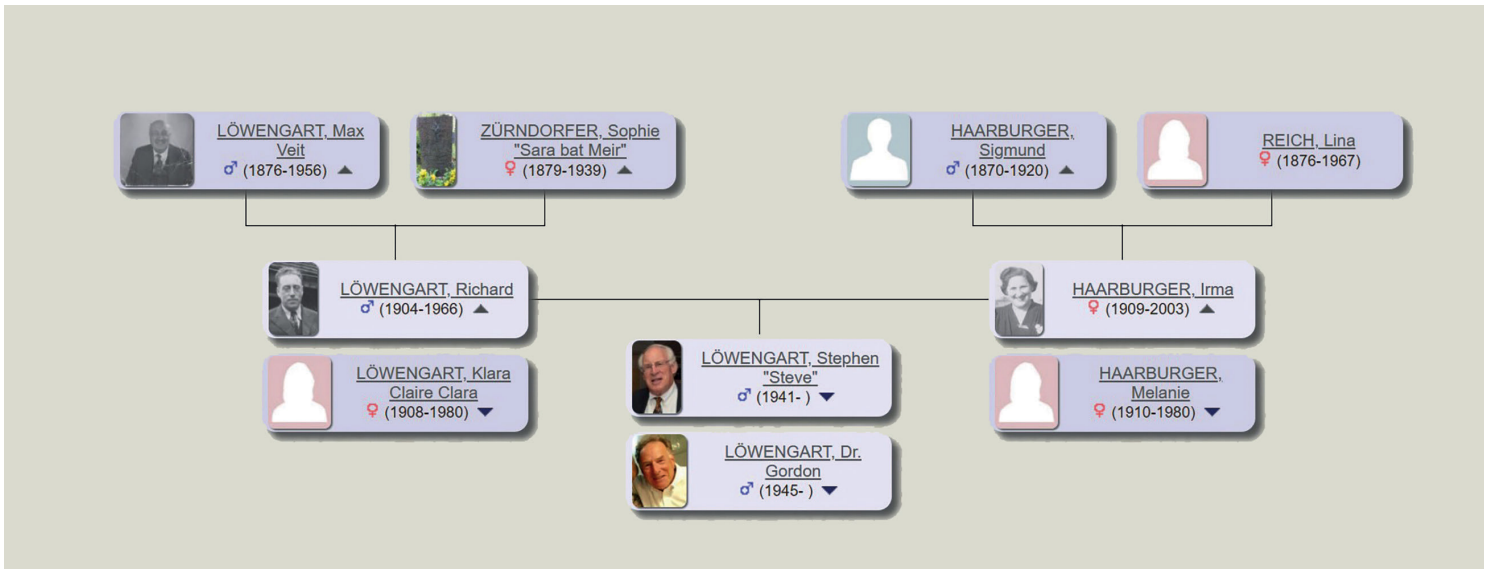 LÖWENGART, Max
Veit
♂ (1876-1956)
ZÜRNDORFER, Sophie
"Sara bat Meir"
♀ (1879-1939)
HAARBURGER,
Sigmund
♂ (1870-1920)
REICH, Lina
♀ (1876-1967)
LÖWENGART, Richard
♂ (1904-1966)
HAARBURGER, Irma
♀ (1909-2003)
LÖWENGART, Klara
Claire Clara
♀ (1908-1980)
LÖWENGART, Stephen
"Steve"
♂ (1941- )
HAARBURGER,
Melanie
♀ (1910-1980)
LÖWENGART, Dr.
Gordon
♂ (1945- )